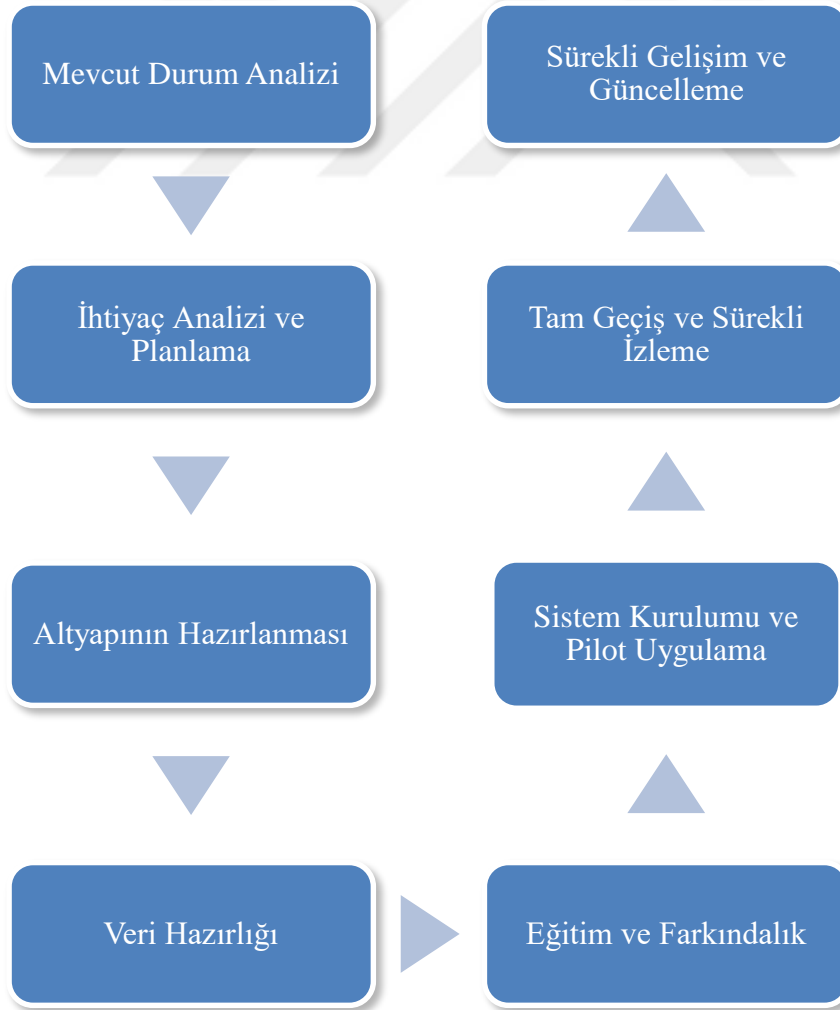 Mevcut Durum Analizi
İhtiyaç Analizi ve
Planlama
Altyapının Hazırlanması
Veri Hazırlığı
Eğitim ve Farkındalık
Sistem Kurulumu ve
Pilot Uygulama
Tam Geçiş ve Sürekli
İzleme
Sürekli Gelişim ve
Güncelleme